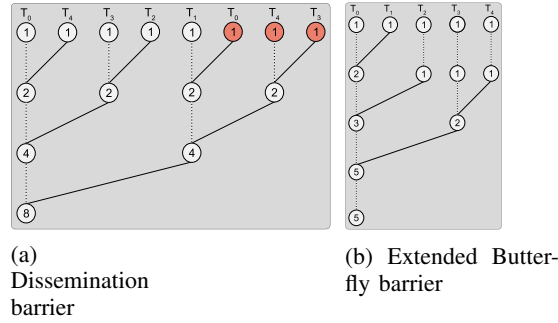 T0 T4 T3 T2 T1 T0 T4 T3
1 1 1 1 1 1 1 1
2 2 2 2
4 4
8
(a)
Dissemination
barrier
T0 T1 T2 T3 T4
1 1 1 1 1
2 1 1 1
3 2
5
5
(b) Extended Butter-
fly barrier